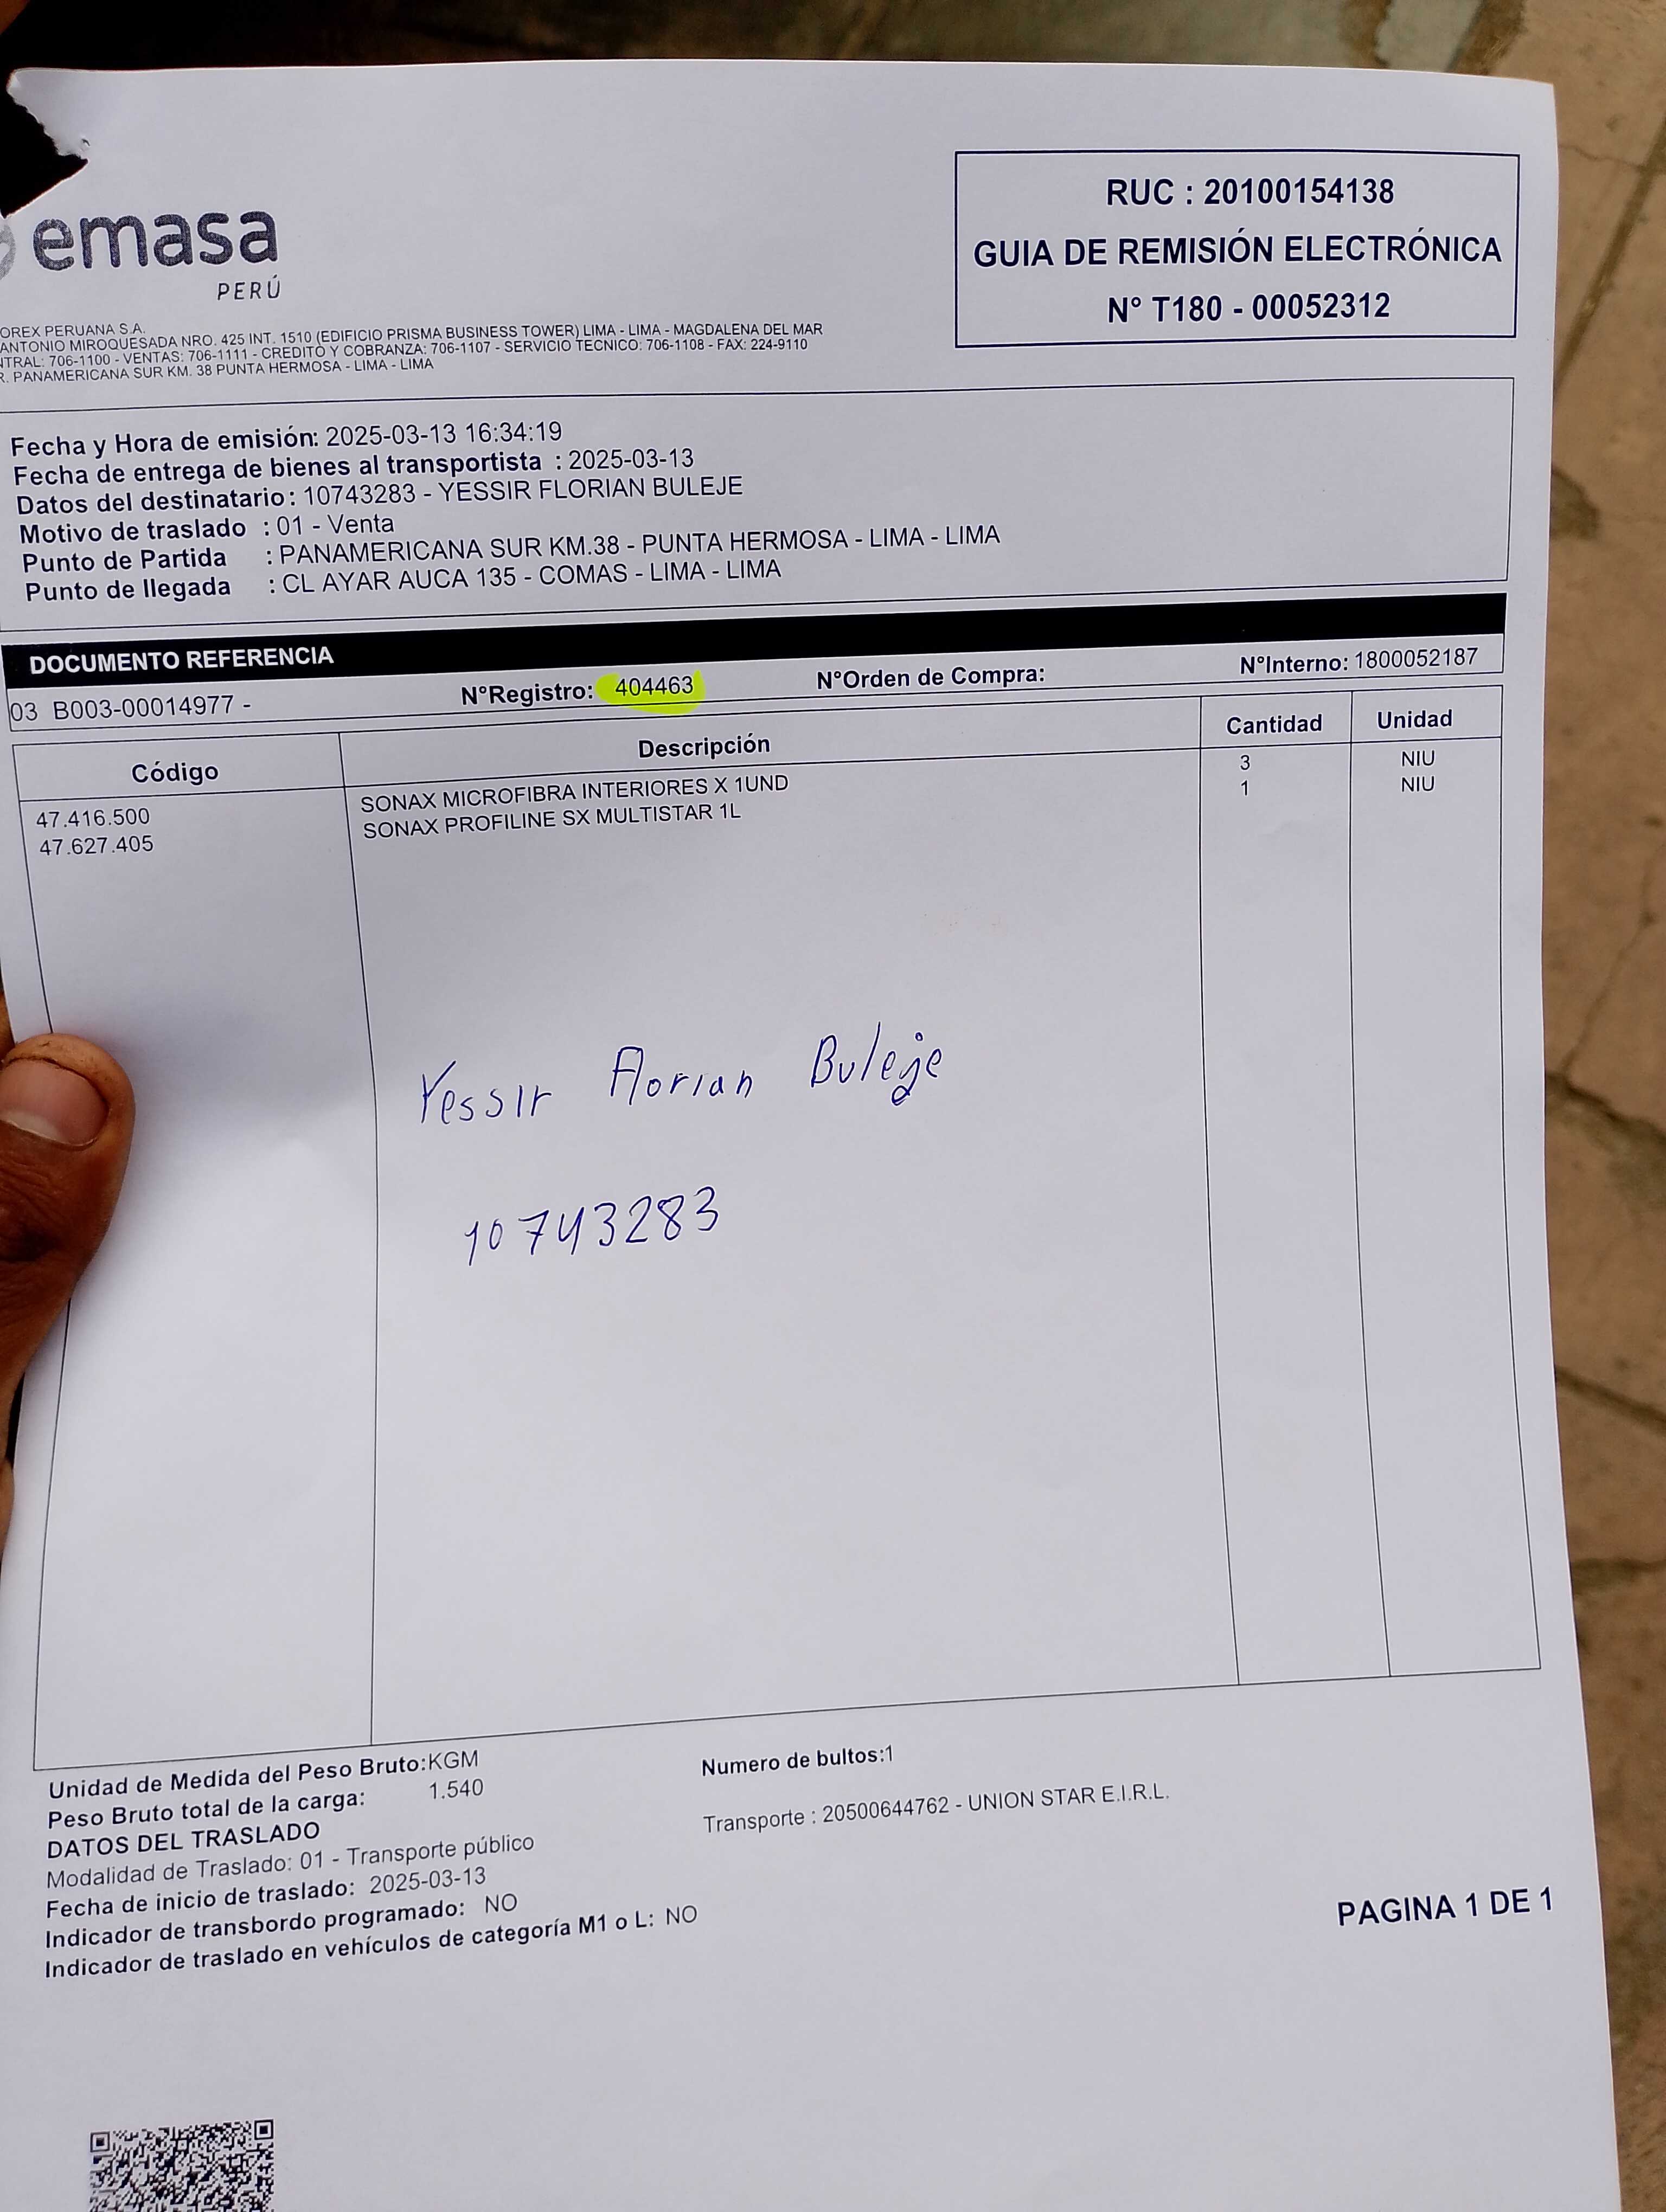 emasa
PERÚ
RUC : 20100154138
GUIA DE REMISIÓN ELECTRÓNICA
N° T180 - 00052312
OREX PERUANA S.A.
ANTONIO MIROQUESADA NRO. 425 INT. 1510 (EDIFICIO PRISMA BUSINESS TOWER) LIMA - LIMA - MAGDALENA DEL MAR
NTRAL: 706-1100 - VENTAS: 706-1111 - CREDITO Y COBRANZA: 706-1107 - SERVICIO TECNICO: 706-1108 - FAX: 224-9110
R. PANAMERICANA SUR KM. 38 PUNTA HERMOSA - LIMA - LIMA
Fecha y Hora de emisión: 2025-03-13 16:34:19
Fecha de entrega de bienes al transportista : 2025-03-13
Datos del destinatario: 10743283 - YESSIR FLORIAN BULEJE
Motivo de traslado : 01 - Venta
Punto de Partida : PANAMERICANA SUR KM.38 - PUNTA HERMOSA - LIMA - LIMA
Punto de llegada : CL AYAR AUCA 135 - COMAS - LIMA - LIMA
DOCUMENTO REFERENCIA
03 B003-00014977 - N°Registro: 404463 N°Orden de Compra: N°Interno: 1800052187
Código Descripción Cantidad Unidad
47.416.500 SONAX MICROFIBRA INTERIORES X 1UND 3 NIU
47.627.405 SONAX PROFILINE SX MULTISTAR 1L 1 NIU
Yessir Florian Buleje
10743283
Unidad de Medida del Peso Bruto:KGM Numero de bultos:1
Peso Bruto total de la carga: 1.540
DATOS DEL TRASLADO Transporte : 20500644762 - UNION STAR E.I.R.L.
Modalidad de Traslado: 01 - Transporte público
Fecha de inicio de traslado: 2025-03-13
Indicador de transbordo programado: NO
Indicador de traslado en vehículos de categoría M1 o L: NO
PAGINA 1 DE 1